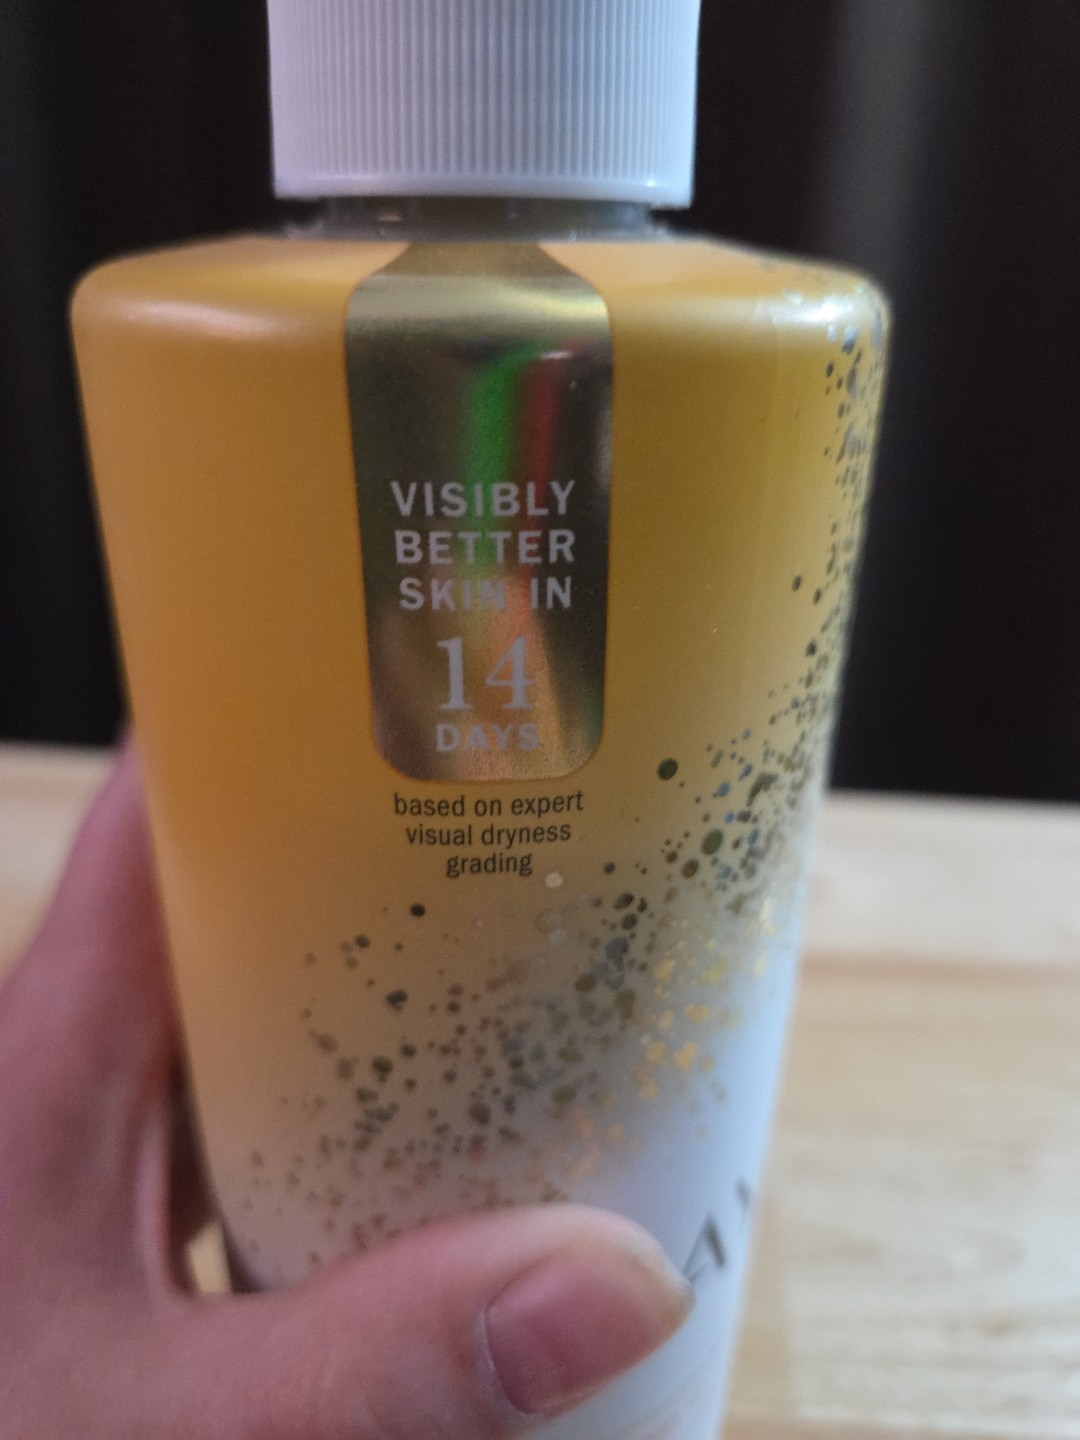 VISIBLY
BETTER
SKIN IN
14
DAYS
based on expert
visual dryness
grading